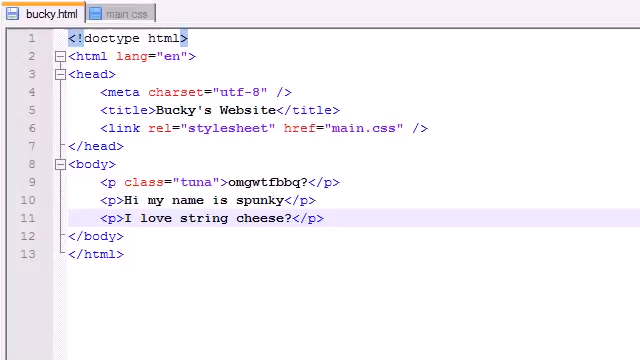 bucky.html main.css
1 <!doctype html>
2 <html lang="en">
3 <head>
4 <meta charset="utf-8" />
5 <title>Bucky's Website</title>
6 <link rel="stylesheet" href="main.css" />
7 </head>
8 <body>
9 <p class="tuna">omgwtfbbq?</p>
10 <p>Hi my name is spunky</p>
11 <p>I love string cheese?</p>
12 </body>
13 </html>